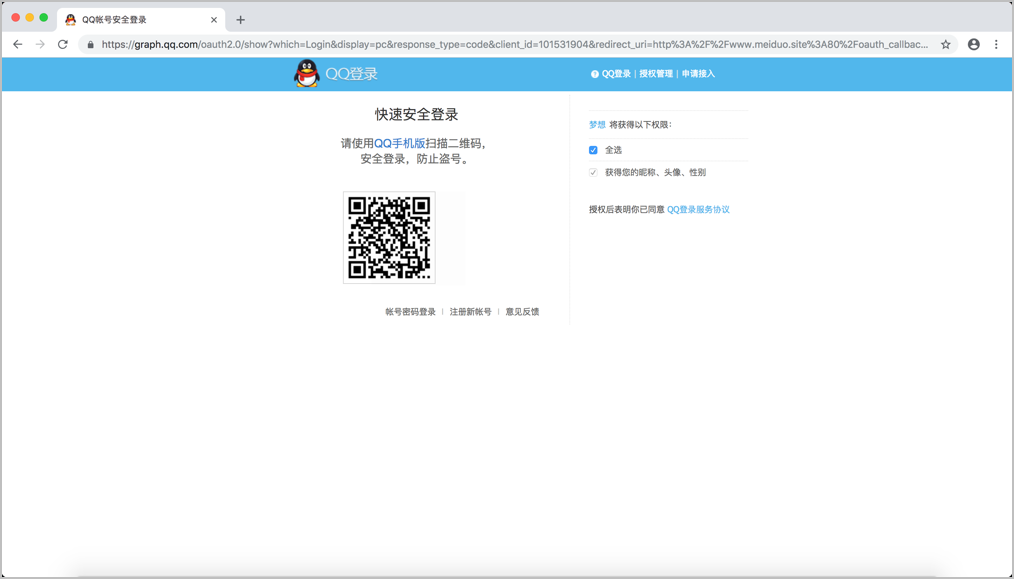 QQ帐号安全登录
https://graph.qq.com/oauth2.0/show?which=Login&display=pc&response_type=code&client_id=101531904&redirect_uri=http%3A%2F%2Fwww.meiduo.site%3A80%2Foauth_callbac...
QQ登录
QQ登录 | 授权管理 | 申请接入
快速安全登录
请使用QQ手机版扫描二维码，
安全登录，防止盗号。
帐号密码登录 | 注册新帐号 | 意见反馈
梦想 将获得以下权限：
全选
获得您的昵称、头像、性别
授权后表明你已同意 QQ登录服务协议